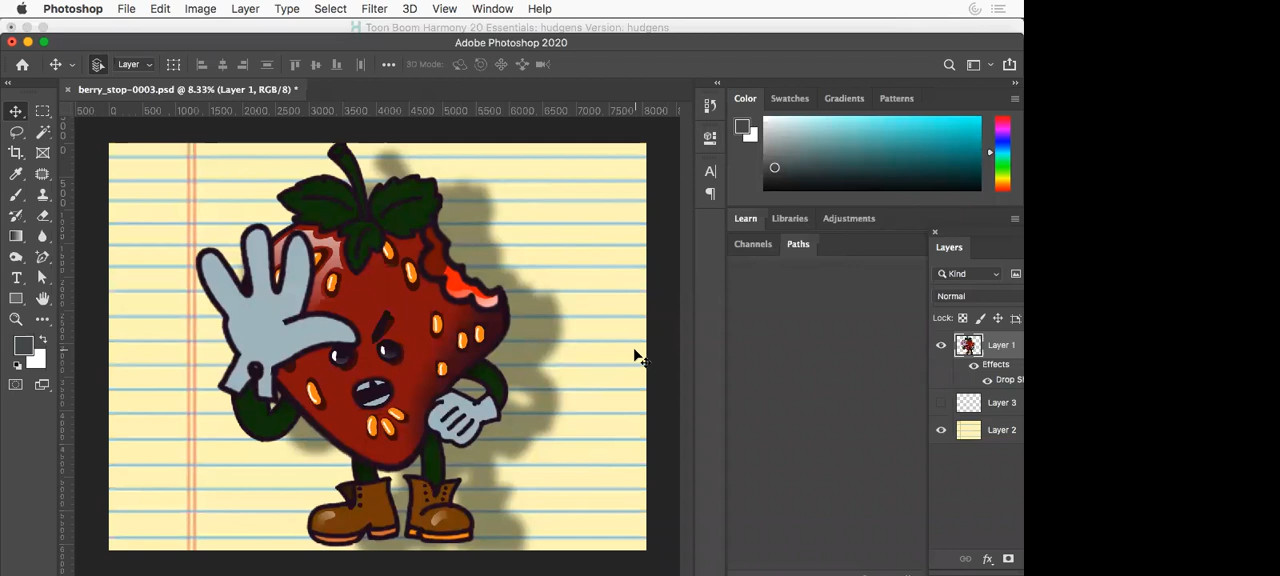 Photoshop File Edit Image Layer Type Select Filter 3D View Window Help
Toon Boom Harmony 20 Essentials: hudgens Version. hudgens
Adobe Photoshop 2020
Layer 3D Mode:
berry_stop-0003.psd @ 8.33% (Layer 1, RGB/8) *
500 0 500 1000 1500 2000 2500 3000 3500 4000 4500 5000 5500 6000 6500 7000 7500 8000
Color Swatches Gradients Patterns
Learn Libraries Adjustments
Channels Paths
Layers
Kind
Normal
Lock:
Layer 1
Effects
Drop S
Layer 3
Layer 2
fx